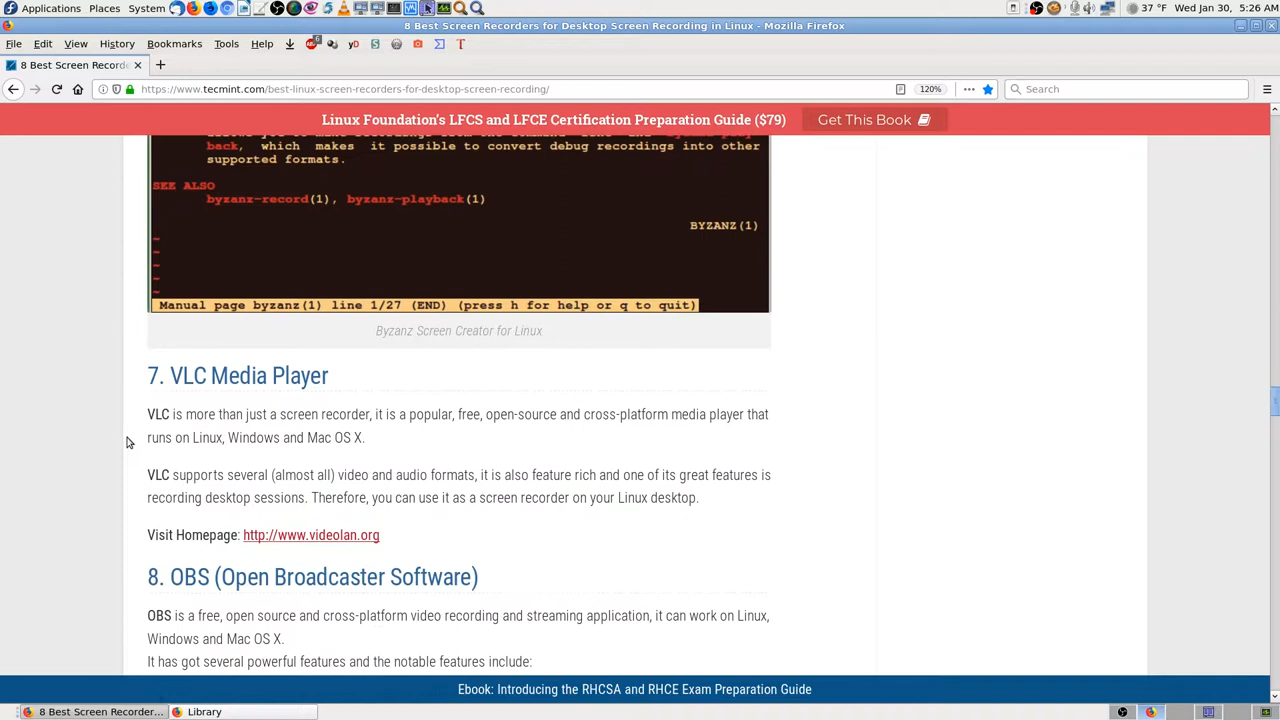 Applications Places System 37 °F Wed Jan 30, 5:26 AM
8 Best Screen Recorders for Desktop Screen Recording in Linux - Mozilla Firefox
File Edit View History Bookmarks Tools Help
8 Best Screen Record
https://www.tecmint.com/best-linux-screen-recorders-for-desktop-screen-recording/ 120% Search
Linux Foundation's LFCS and LFCE Certification Preparation Guide ($79) Get This Book
back, which makes it possible to convert debug recordings into other
supported formats.
SEE ALSO
byzanz-record(1), byzanz-playback(1)
BYZANZ(1)
~
~
~
~
~
Manual page byzanz(1) line 1/27 (END) (press h for help or q to quit)
Byzanz Screen Creator for Linux
7. VLC Media Player
VLC is more than just a screen recorder, it is a popular, free, open-source and cross-platform media player that
runs on Linux, Windows and Mac OS X.
VLC supports several (almost all) video and audio formats, it is also feature rich and one of its great features is
recording desktop sessions. Therefore, you can use it as a screen recorder on your Linux desktop.
Visit Homepage: http://www.videolan.org
8. OBS (Open Broadcaster Software)
OBS is a free, open source and cross-platform video recording and streaming application, it can work on Linux,
Windows and Mac OS X.
It has got several powerful features and the notable features include:
Ebook: Introducing the RHCSA and RHCE Exam Preparation Guide
8 Best Screen Recorder... Library